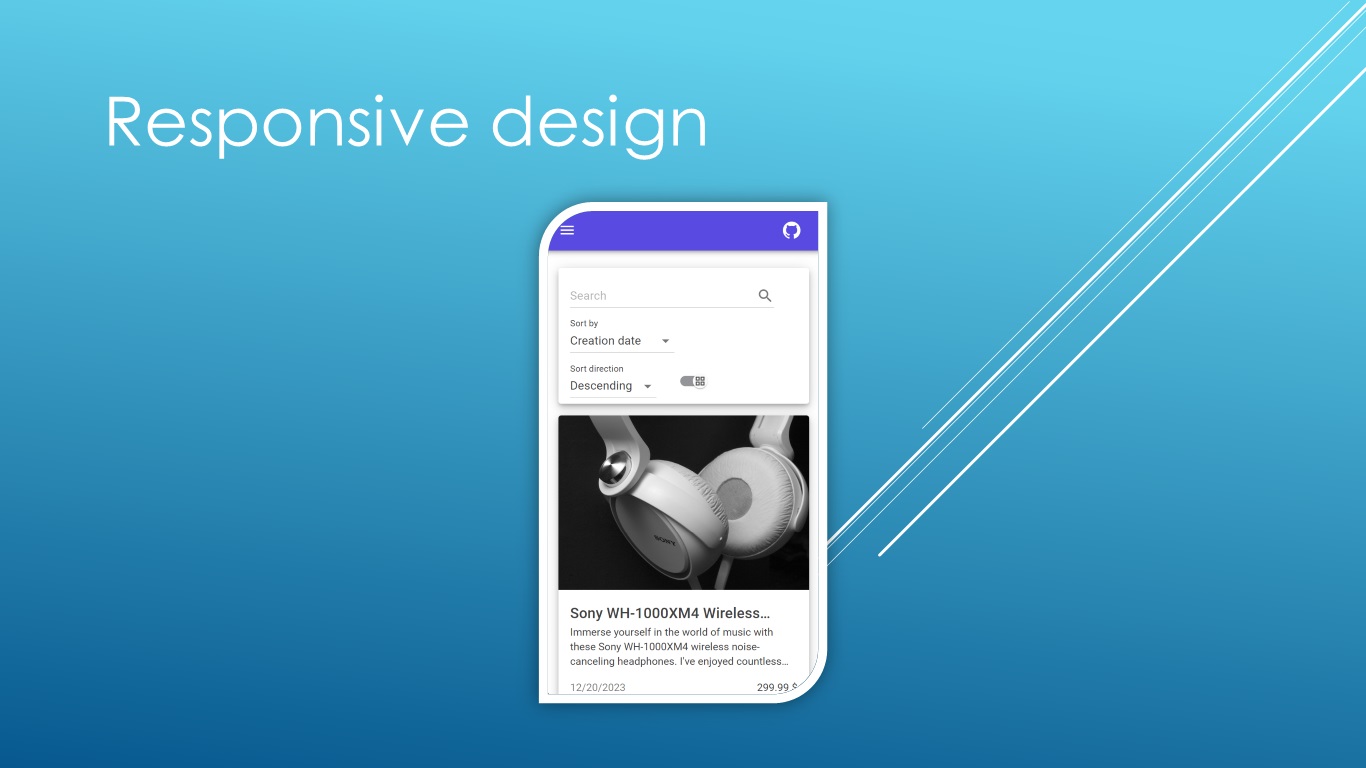 Responsive design
Search
Sort by
Creation date
Sort direction
Descending
SONY
Sony WH-1000XM4 Wireless…
Immerse yourself in the world of music with
these Sony WH-1000XM4 wireless noise-
canceling headphones. I've enjoyed countless…
12/20/2023 299.99 $